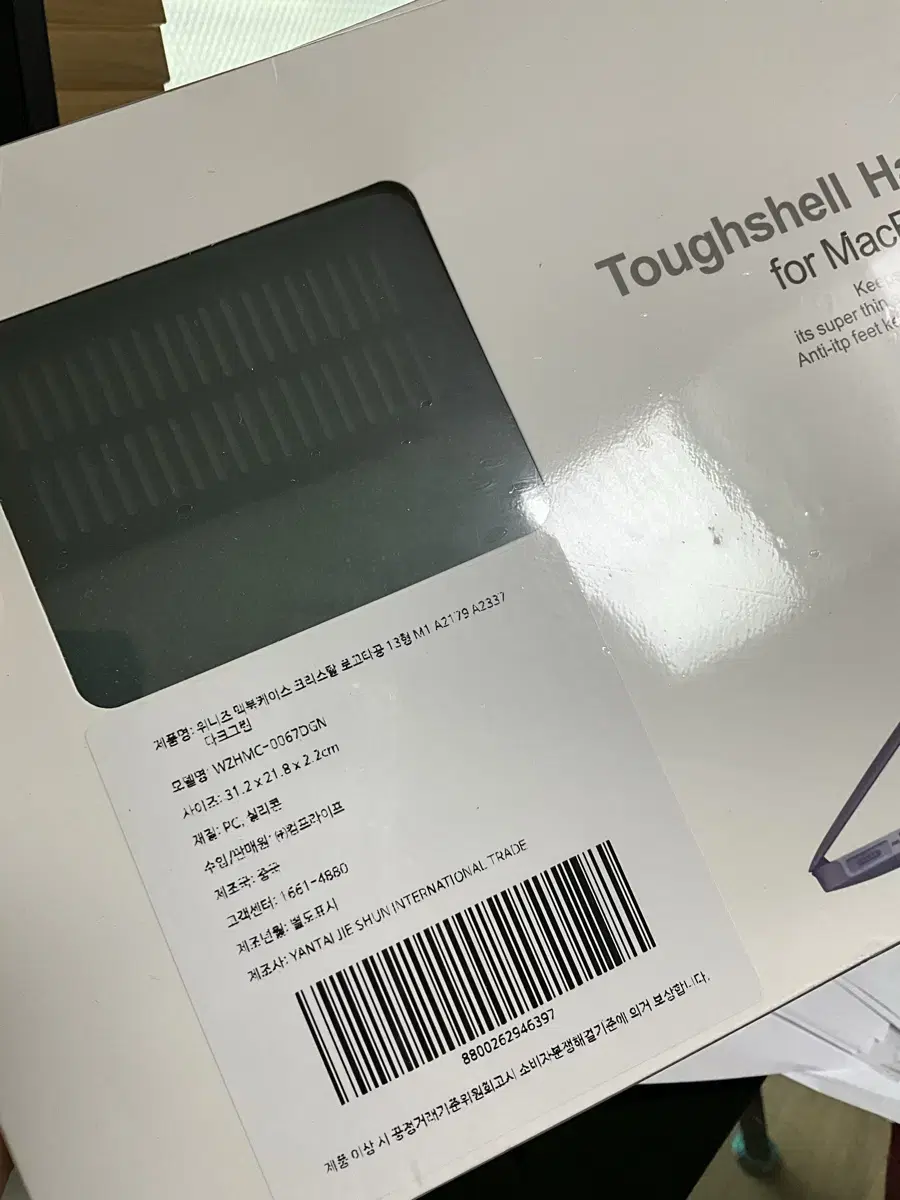 Toughshell
for
its super thin
Anti-itp feet
제품명: 위니즈 맥북케이스 크리스탈 로고타공 13형 M1 A2179 A2337
다크그린
모델명: WZHMC-0067DGN
사이즈: 31.2 x 21.8 x 2.2cm
재질: PC, 실리콘
수입/판매원: ㈜컴프라이프
제조국: 중국
고객센터: 1661-4880
제조년월: 별도표시
제조사: YANTAI JIE SHUN INTERNATIONAL TRADE
8800262946397
제품 이상 시 공정거래기준위원회고시 소비자분쟁해결기준에 의거 보상합니다.